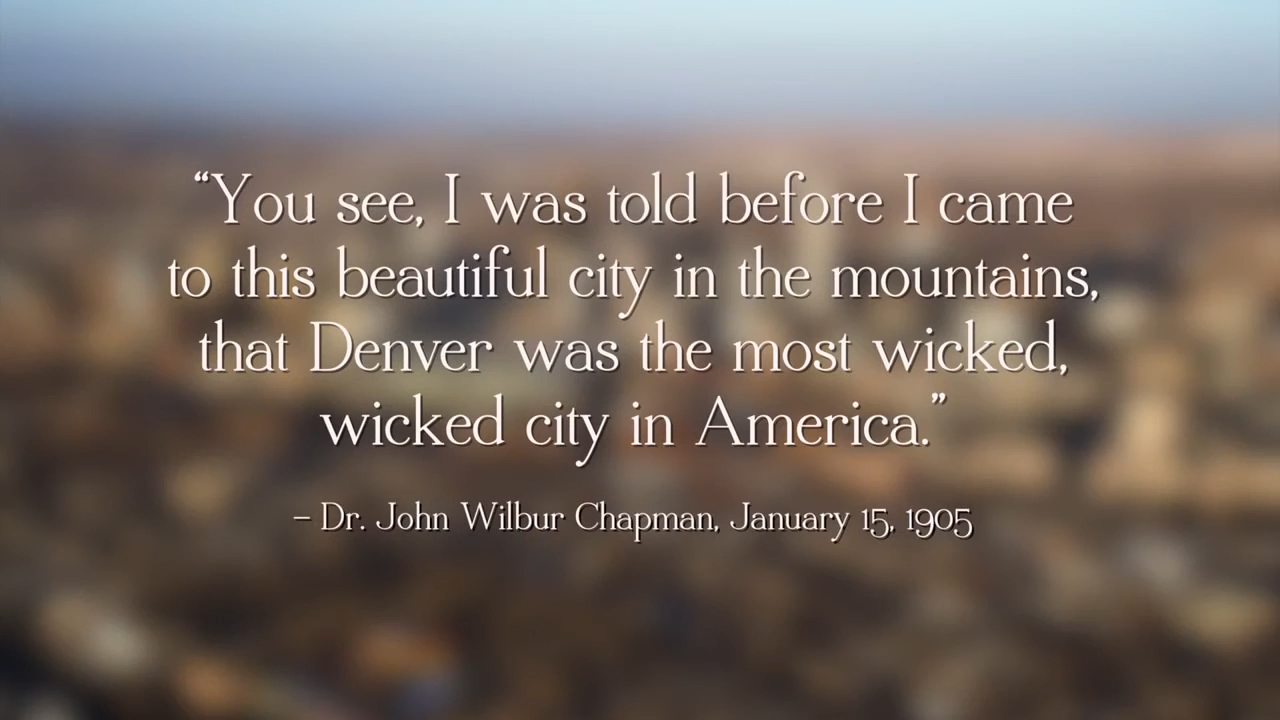 “You see, I was told before I came
to this beautiful city in the mountains,
that Denver was the most wicked,
wicked city in America.”
– Dr. John Wilbur Chapman, January 15, 1905